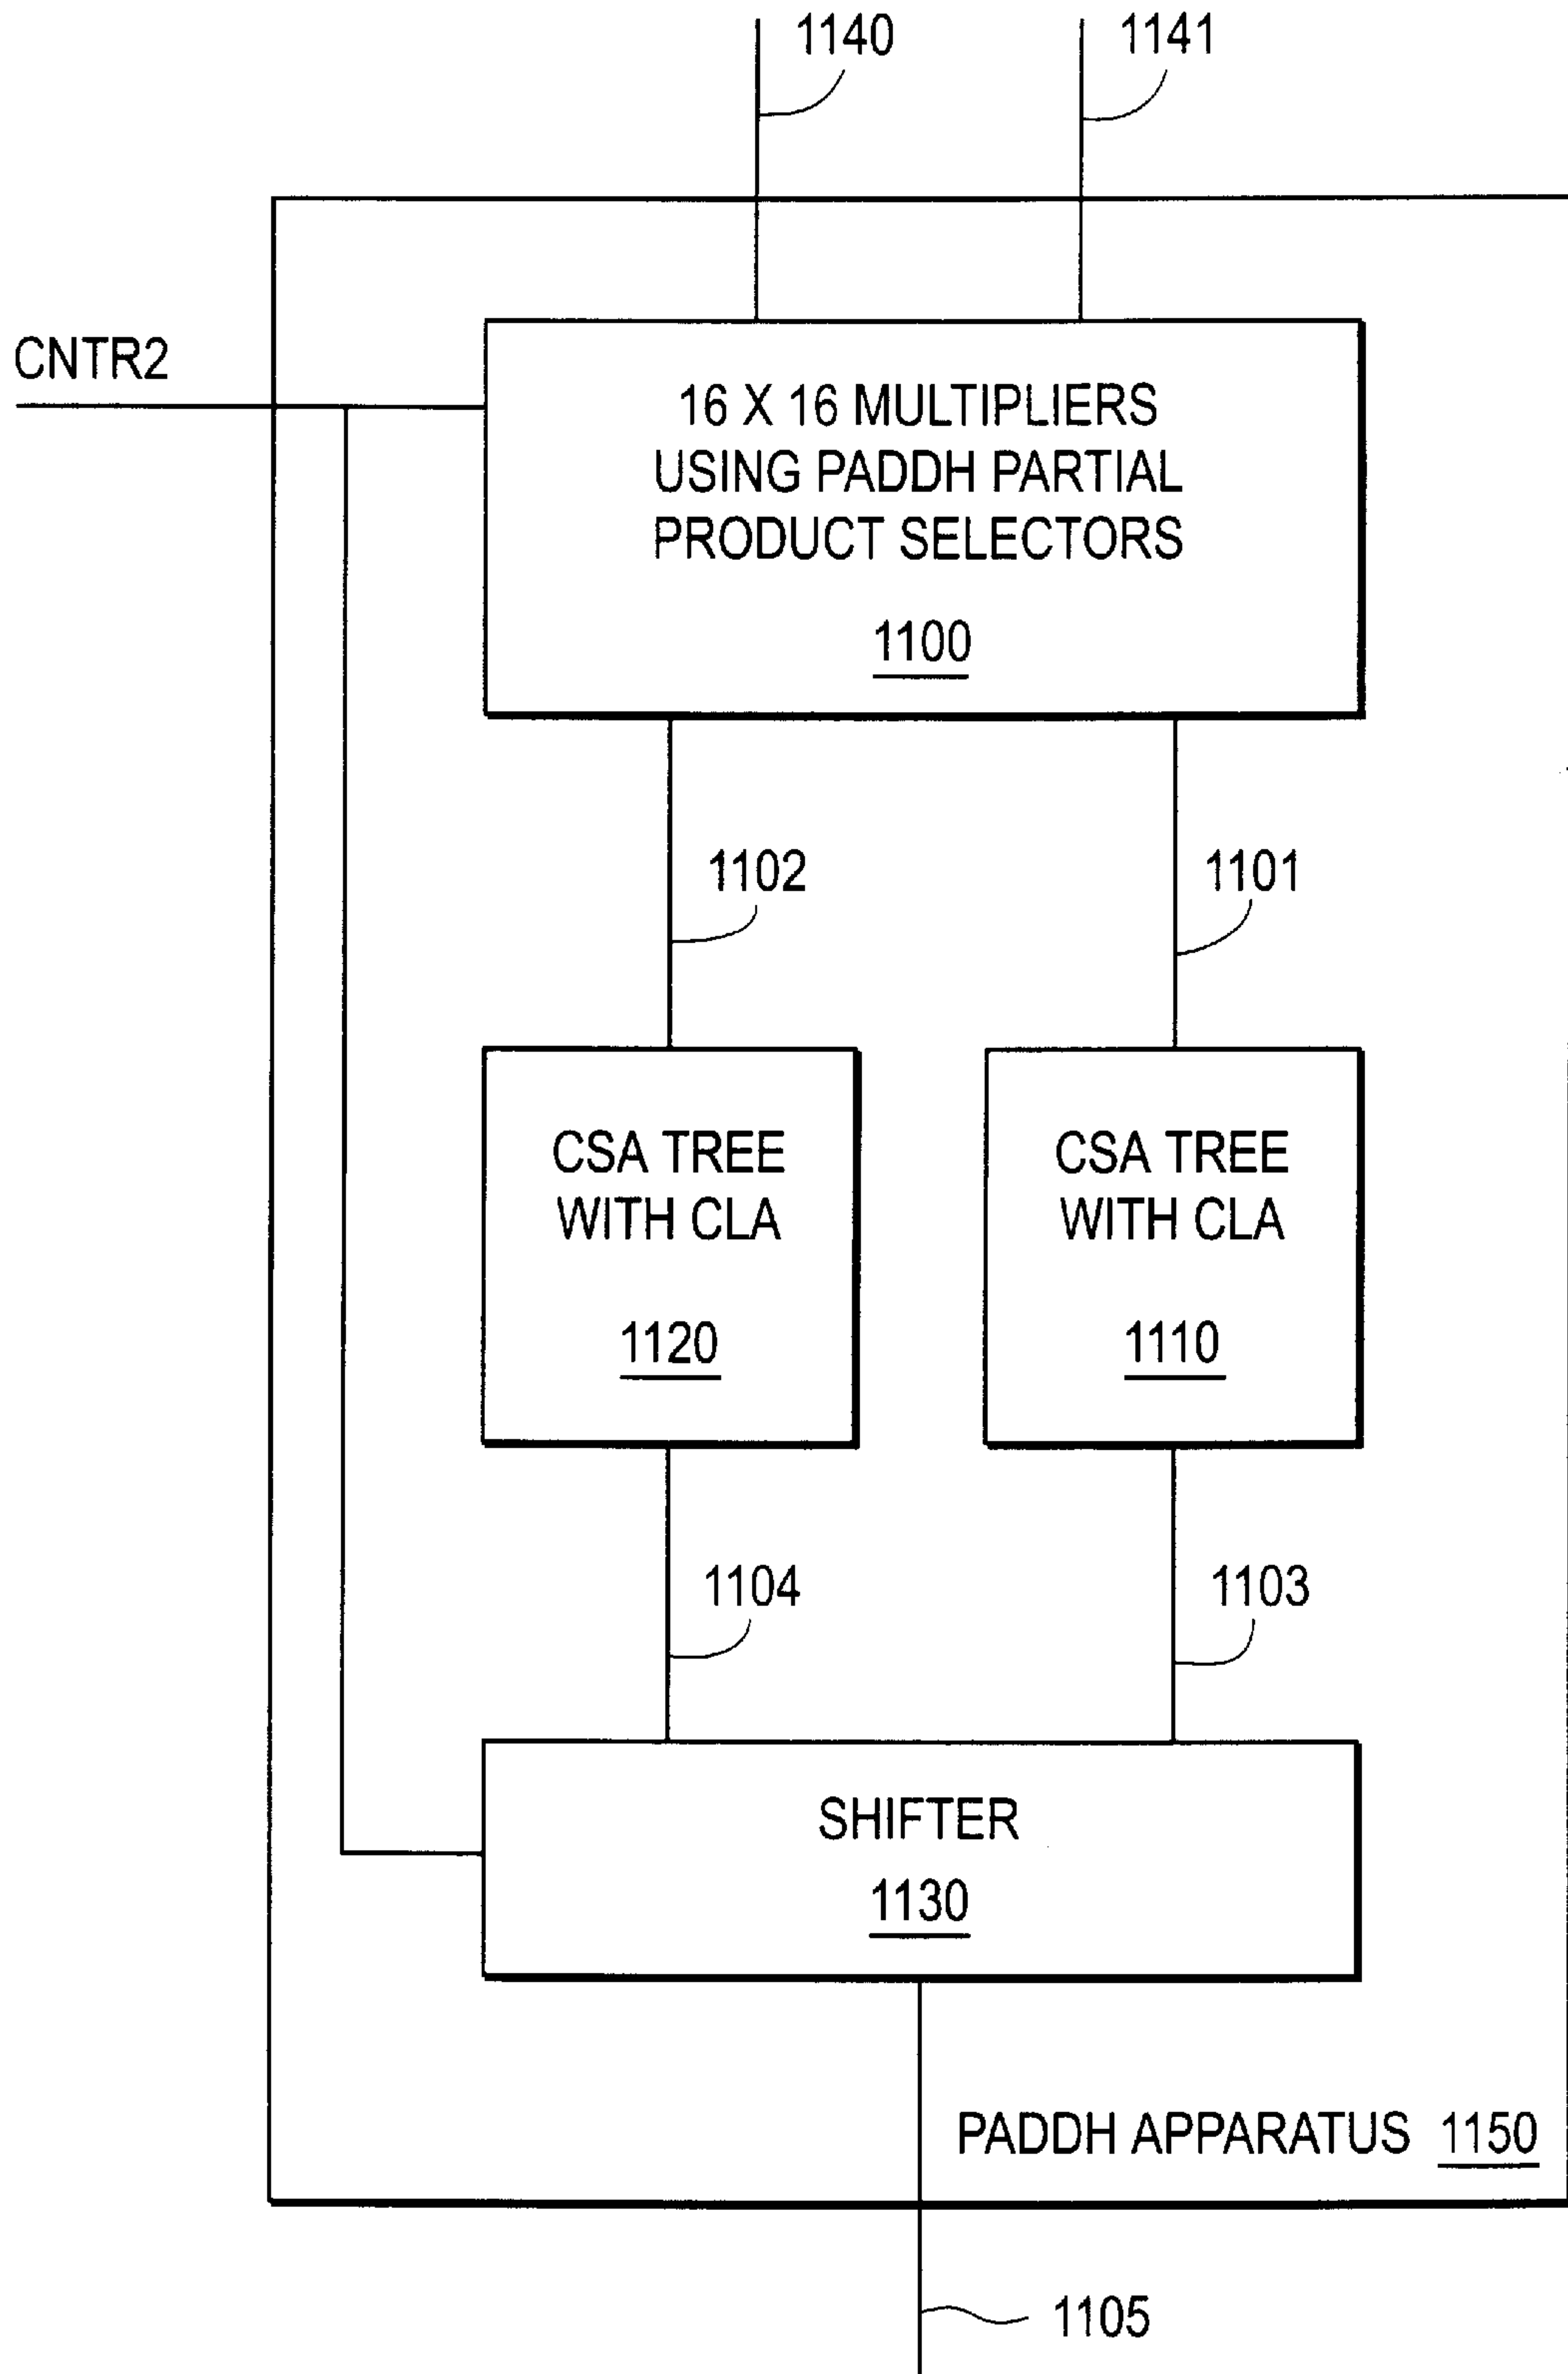 1140
1141
CNTR2
16 X 16 MULTIPLIERS
USING PADDH PARTIAL
PRODUCT SELECTORS
1100
1102
1101
CSA TREE
WITH CLA
1120
CSA TREE
WITH CLA
1110
1104
1103
SHIFTER
1130
PADDH APPARATUS 1150
1105